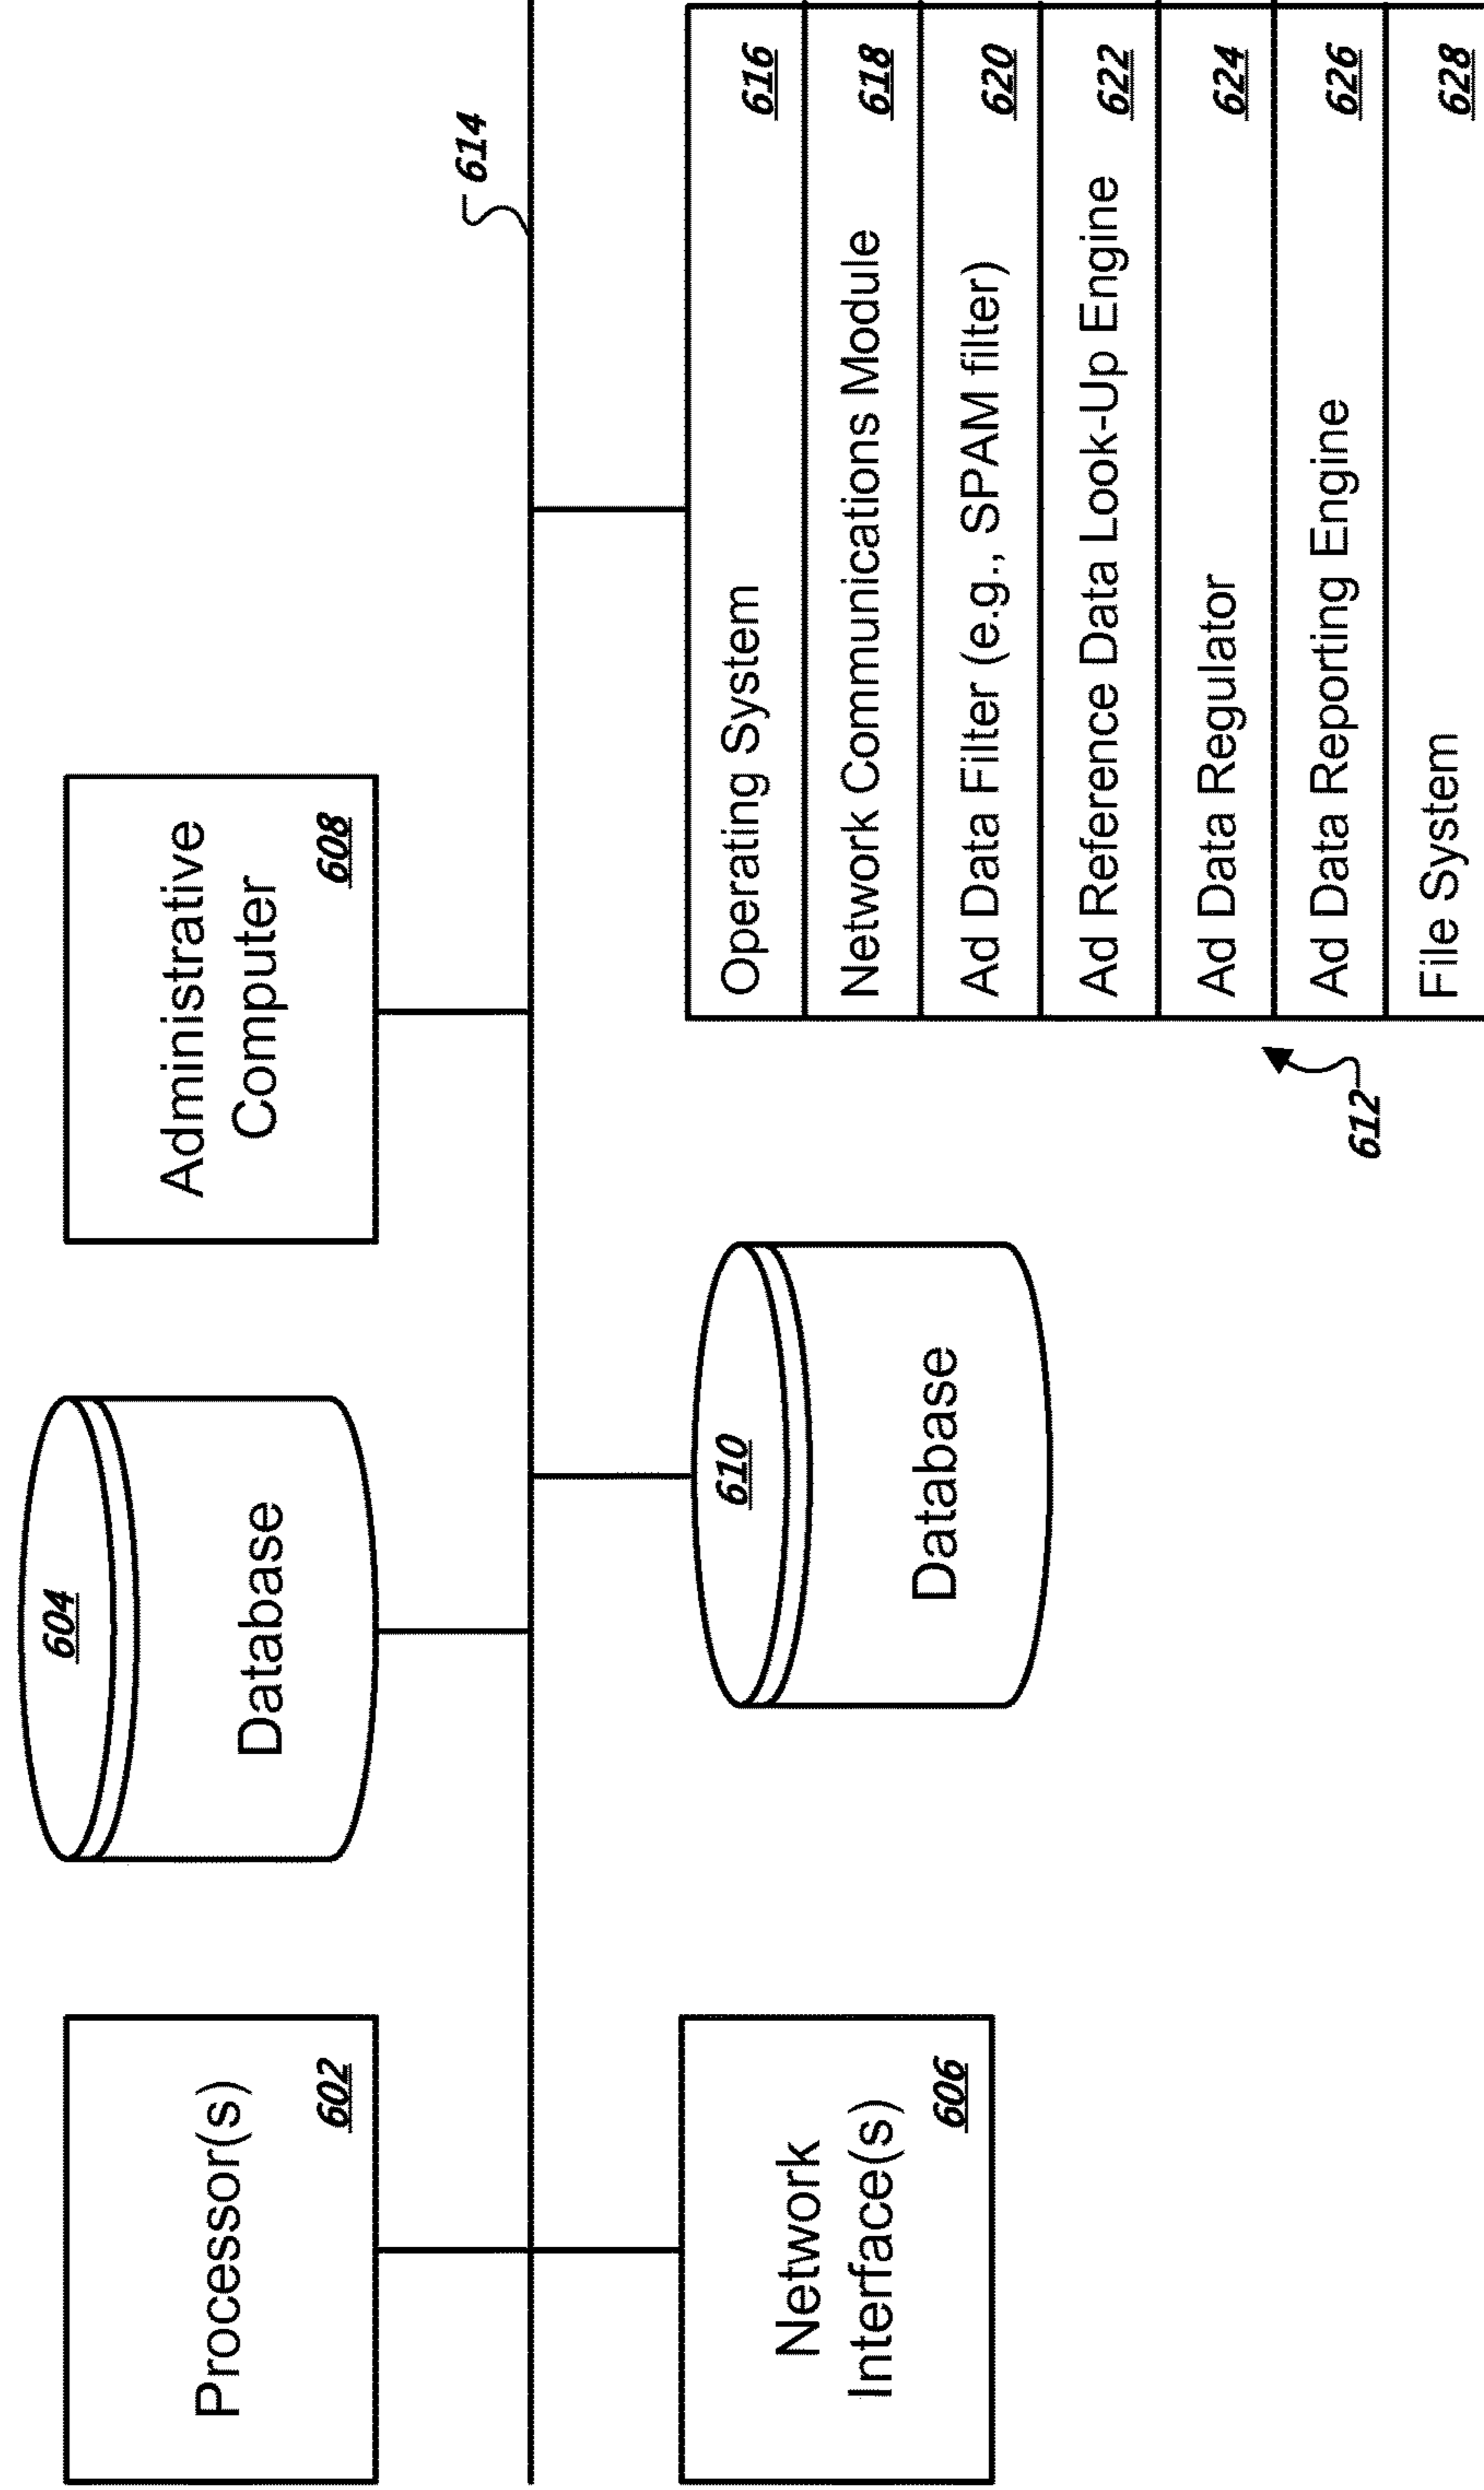 Processor(s)
602
604
Database
Administrative
Computer
608
614
Network
Interface(s)
606
610
Database
612
Operating System 616
Network Communications Module 618
Ad Data Filter (e.g., SPAM filter) 620
Ad Reference Data Look-Up Engine 622
Ad Data Regulator 624
Ad Data Reporting Engine 626
File System 628